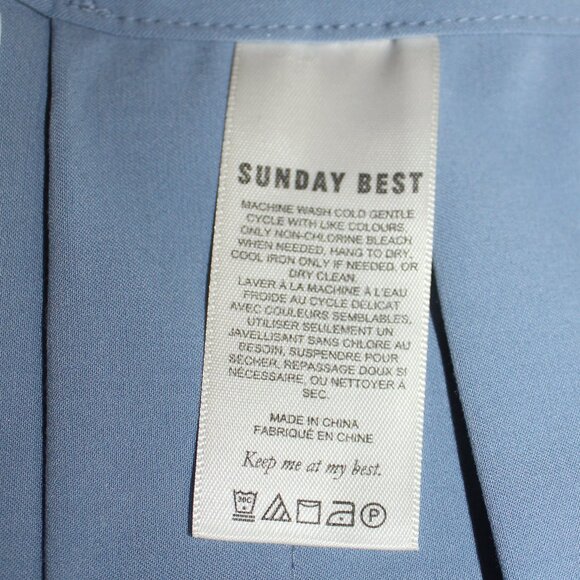 SUNDAY BEST
MACHINE WASH COLD GENTLE
CYCLE WITH LIKE COLOURS.
ONLY NON-CHLORINE BLEACH
WHEN NEEDED, HANG TO DRY,
COOL IRON ONLY IF NEEDED, OR
DRY CLEAN.
LAVER À LA MACHINE À L'EAU
FROIDE AU CYCLE DELICAT
AVEC COULEURS SEMBLABLES,
UTILISER SEULEMENT UN
JAVELLISANT SANS CHLORE AU
BESOIN, SUSPENDRE POUR
SÉCHER, REPASSAGE DOUX SI
NÉCESSAIRE, OU NETTOYER À
SEC.
MADE IN CHINA
FABRIQUÉ EN CHINE
Keep me at my best.
30C P